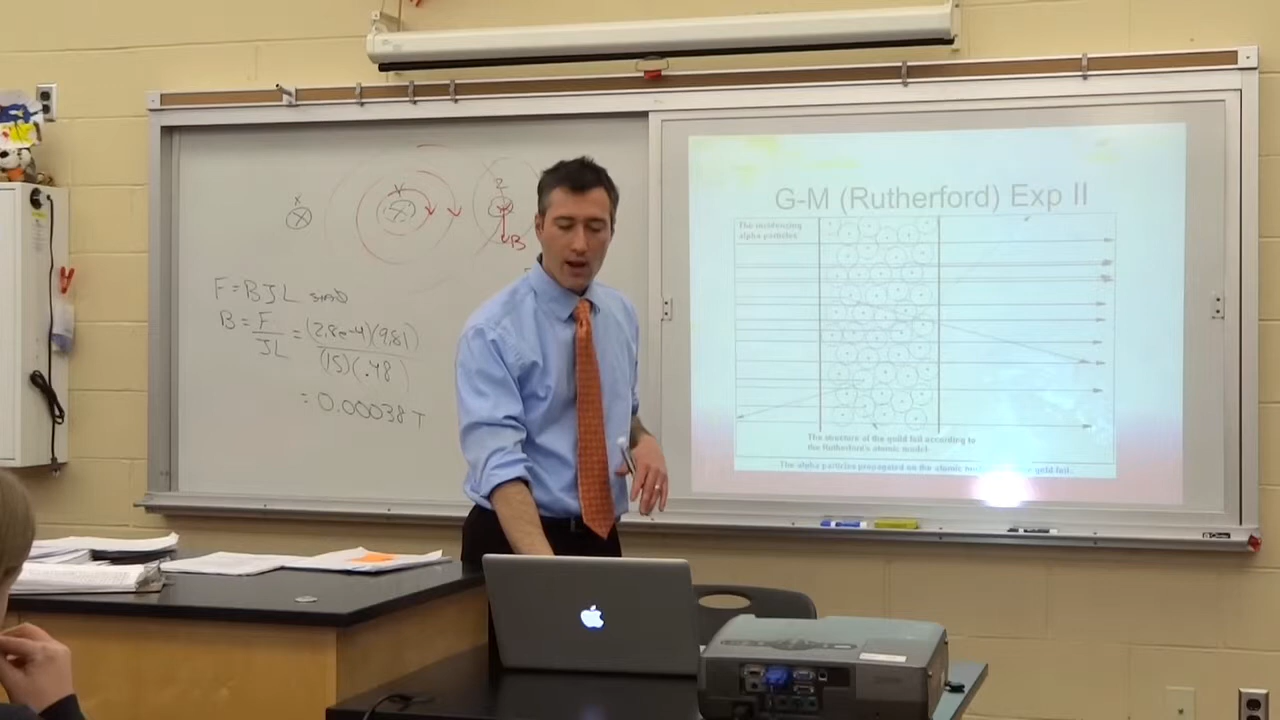 X
Y
Z
B
F = BIL sinθ
B = F/IL = (2.8e-4)(9.81)/(15)(.48)
= 0.00038 T
G-M (Rutherford) Exp II
The incidencing
alpha particles
The structure of the gold foil according to
the Rutherford's atomic model
The alpha particles propagated on the atomic gold foil.